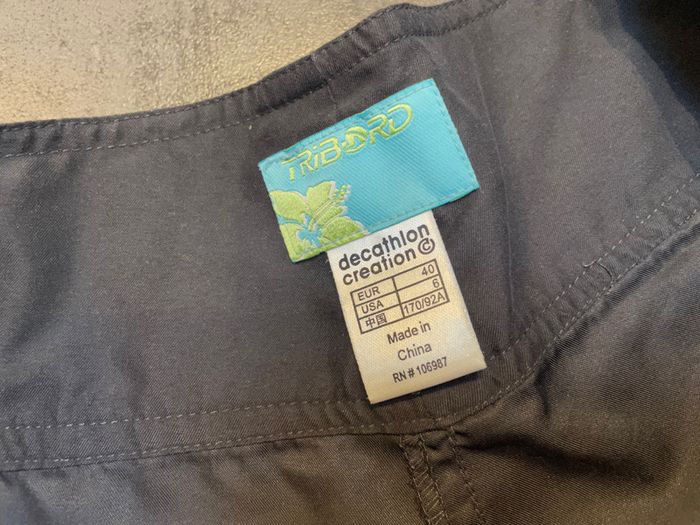 TRIBORD
decathlon
creation ©
EUR 40
USA 6
中国 170/92A
Made in
China
RN # 106987